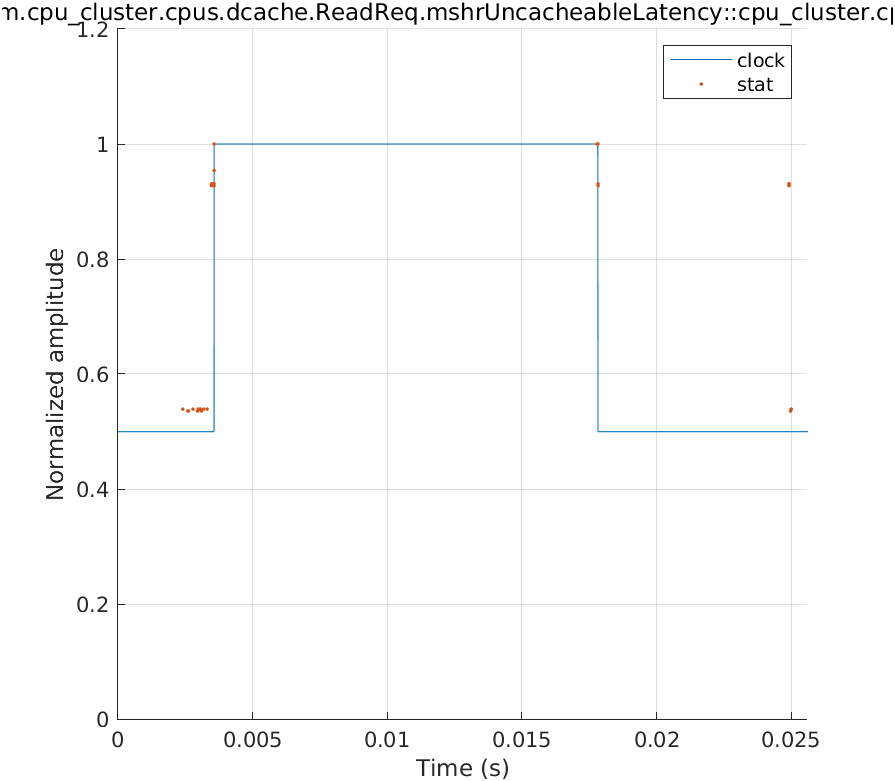 m.cpu_cluster.cpus.dcache.ReadReq.mshrUncacheableLatency::cpu_cluster.cp
1.2
clock
stat
1
0.8
0.6
0.4
0.2
0
Normalized amplitude
0 0.005 0.01 0.015 0.02 0.025
Time (s)